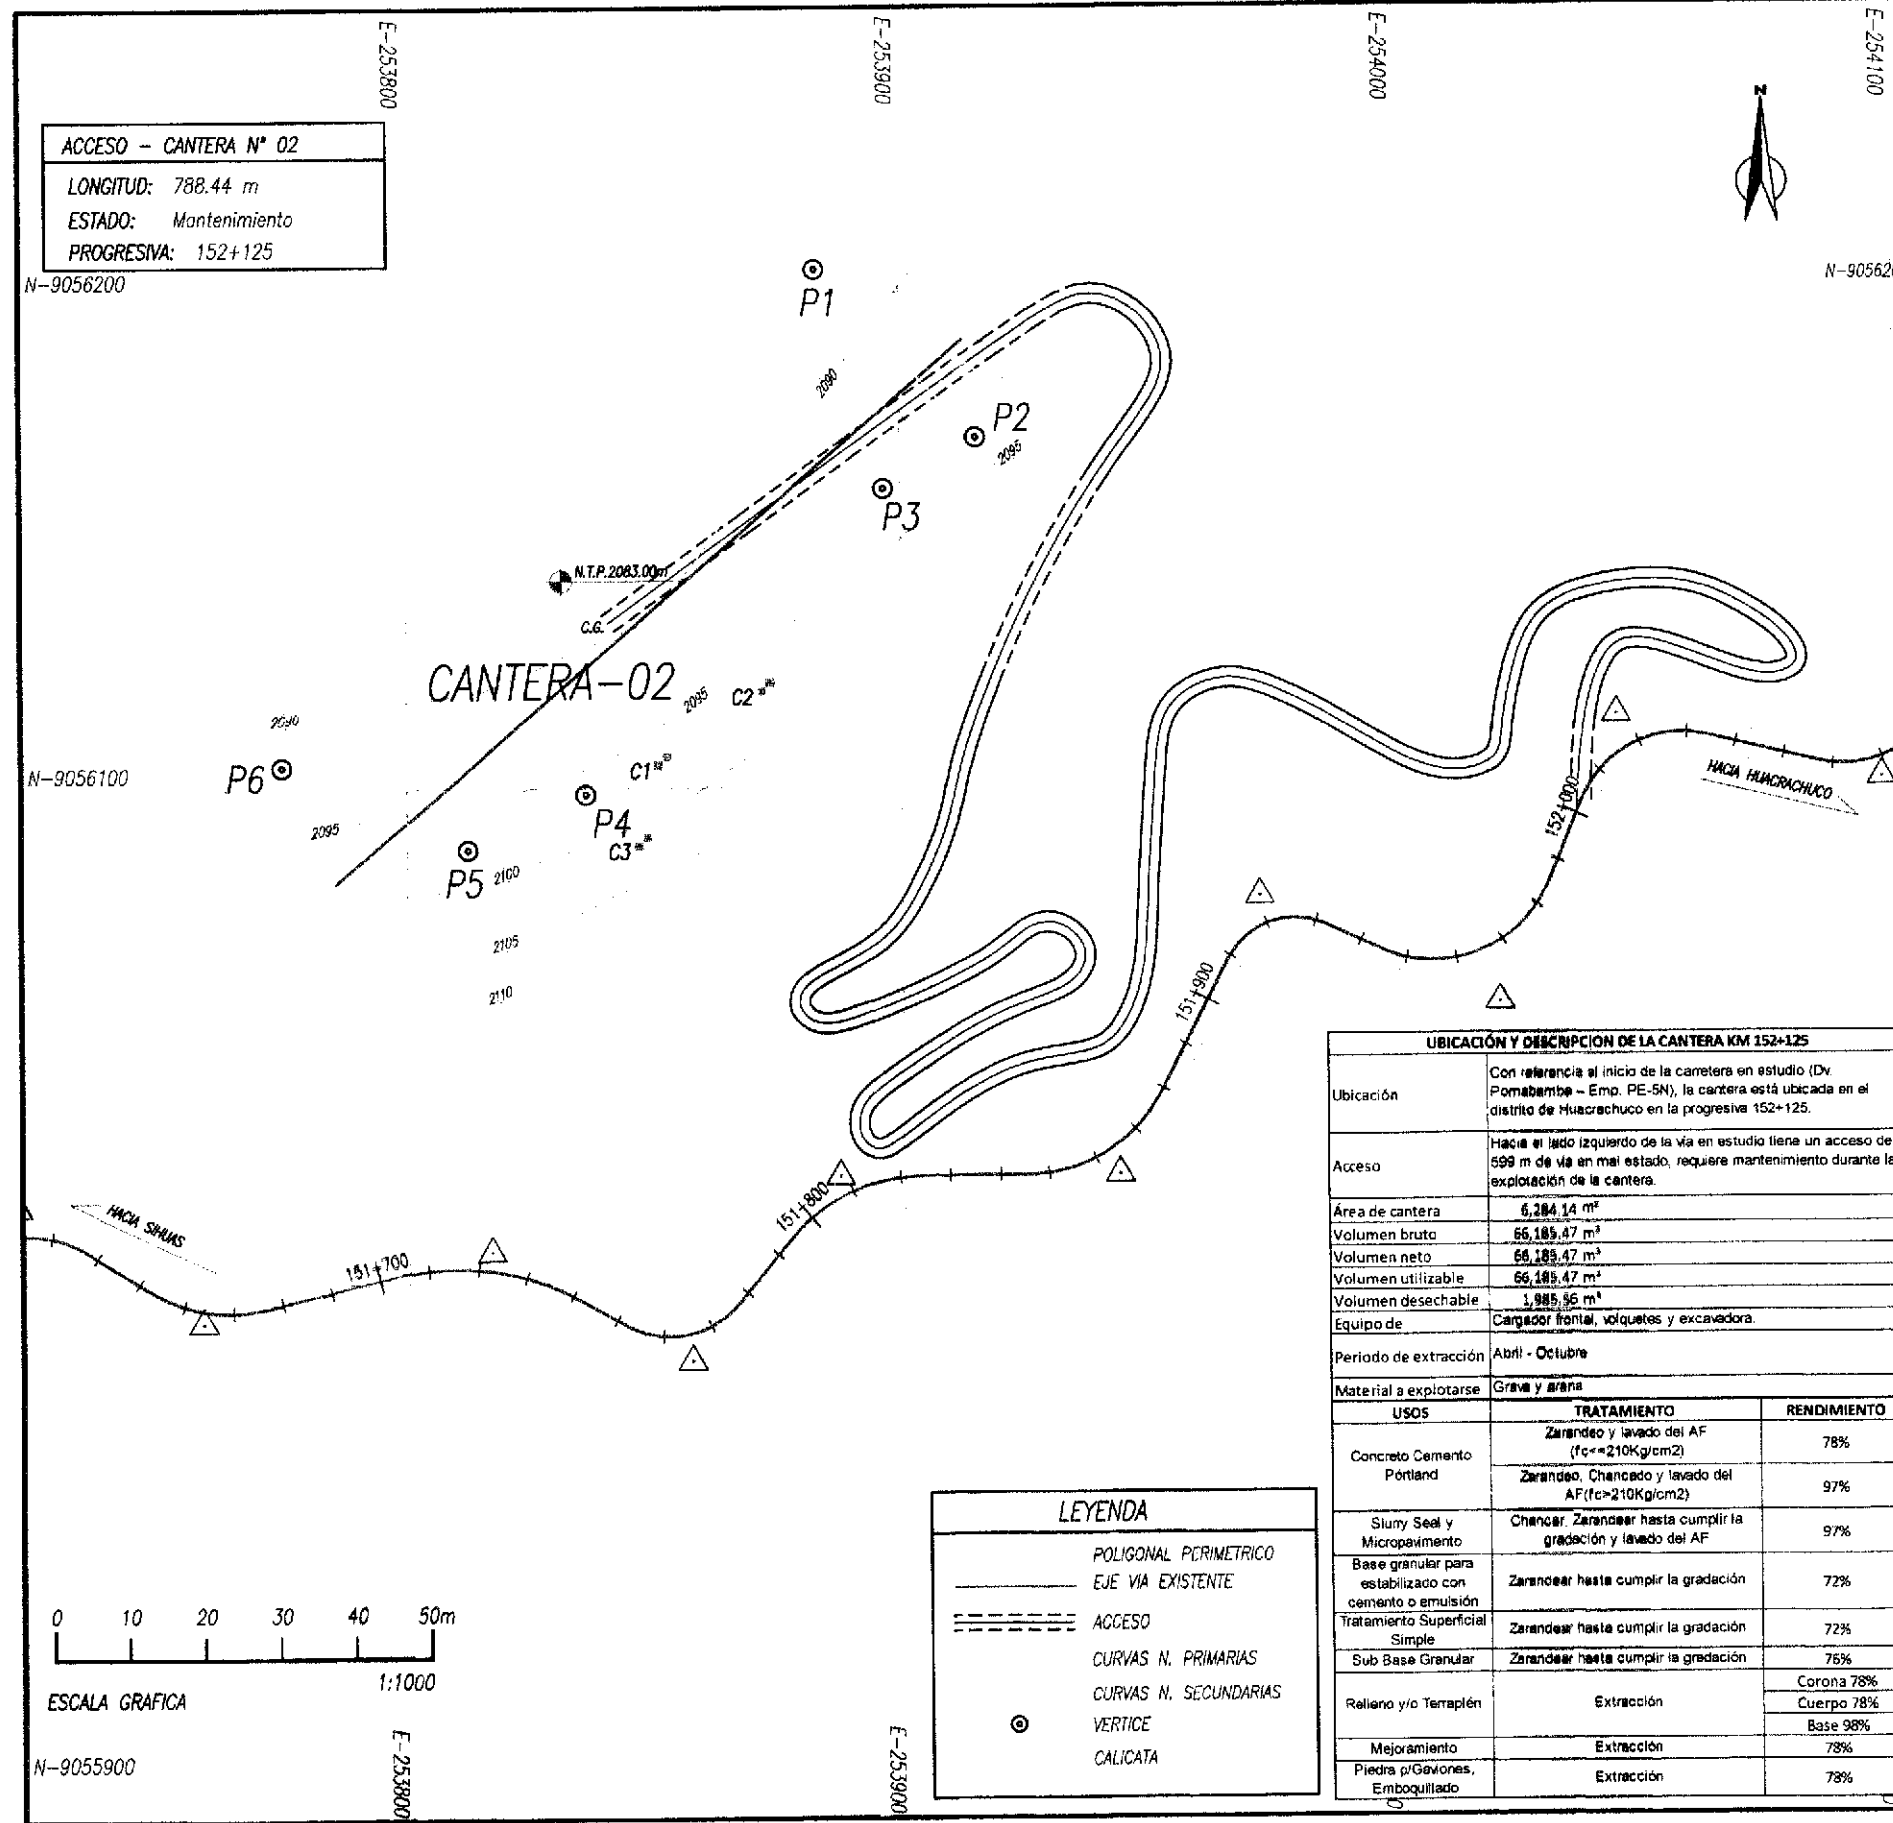 E-253800
E-253900
E-254000
E-254100
N
ACCESO - CANTERA N° 02
LONGITUD: 788.44 m
ESTADO: Mantenimiento
PROGRESIVA: 152+125
N-9056200
N-90562
P1
2090
P2
2095
P3
N.T.P. 2083.00m
C.G.
CANTERA-02
2095
C2
2090
C1
N-9056100
P6
P4
2095
C3
P5
2100
2105
2110
HACIA HUACRACHUCO
152+000
151+900
151+800
HACIA SIHUAS
151+700
UBICACIÓN Y DESCRIPCION DE LA CANTERA KM 152+125
Ubicación
Con referencia al inicio de la carretera en estudio (Dv.
Pomabamba – Emp. PE-5N), la cantera está ubicada en el
distrito de Huacrachuco en la progresiva 152+125.
Acceso
Hacia el lado izquierdo de la via en estudio tiene un acceso de
599 m de via en mal estado, requiere mantenimiento durante la
explotación de la cantera.
Área de cantera 6,284.14 m²
Volumen bruto 66,185.47 m³
Volumen neto 66,185.47 m³
Volumen utilizable 66,185.47 m³
Volumen desechable 1,985.56 m³
Equipo de Cargador frontal, volquetes y excavadora.
Periodo de extracción Abril - Octubre
Material a explotarse Grava y arena
USOS TRATAMIENTO RENDIMIENTO
Concreto Cemento
Pórtland
Zarandeo y lavado del AF
(fc<=210Kg/cm2)
78%
Zarandeo, Chancado y lavado del
AF(fc>210Kg/cm2)
97%
Slurry Seal y
Micropavimento
Chancar, Zarandear hasta cumplir la
gradación y lavado del AF
97%
Base granular para
estabilizado con
cemento o emulsión
Zarandear hasta cumplir la gradación
72%
Tratamiento Superficial
Simple
Zarandear hasta cumplir la gradación
72%
Sub Base Granular Zarandear hasta cumplir la gradación 76%
Relleno y/o Terraplén
Extracción
Corona 78%
Cuerpo 78%
Base 98%
Mejoramiento Extracción 78%
Piedra p/Gaviones,
Emboquillado
Extracción
78%
LEYENDA
POLIGONAL PERIMETRICO
EJE VIA EXISTENTE
ACCESO
CURVAS N. PRIMARIAS
CURVAS N. SECUNDARIAS
VERTICE
CALICATA
0 10 20 30 40 50m
1:1000
ESCALA GRAFICA
N-9055900
E-253800
E-253900